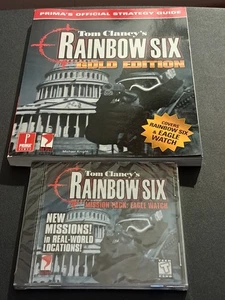 PRIMA'S OFFICIAL STRATEGY GUIDE
Tom Clancy's
RAINBOW SIX
GOLD EDITION
COVERS
RAINBOW SIX
& EAGLE
WATCH
PRIMA
Tom Clancy's
RAINBOW SIX
MISSION PACK: EAGLE WATCH
NEW
MISSIONS!
in REAL-WORLD
LOCATIONS!